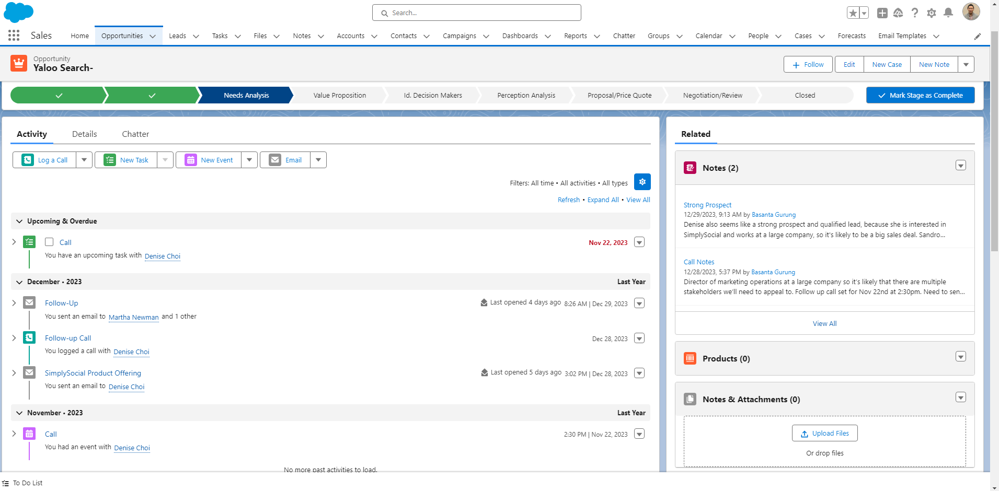 Search...
Sales
Home
Opportunities
Leads
Tasks
Files
Notes
Accounts
Contacts
Campaigns
Dashboards
Reports
Chatter
Groups
Calendar
People
Cases
Forecasts
Email Templates
Opportunity
Yaloo Search-
Follow
Edit
New Case
New Note
Needs Analysis
Value Proposition
Id. Decision Makers
Perception Analysis
Proposal/Price Quote
Negotiation/Review
Closed
Mark Stage as Complete
Activity
Details
Chatter
Log a Call
New Task
New Event
Email
Filters: All time • All activities • All types
Refresh • Expand All • View All
Upcoming & Overdue
Call
Nov 22, 2023
You have an upcoming task with Denise Choi
December • 2023
Last Year
Follow-Up
Last opened 4 days ago 8:26 AM | Dec 29, 2023
You sent an email to Martha Newman and 1 other
Follow-up Call
Dec 28, 2023
You logged a call with Denise Choi
SimplySocial Product Offering
Last opened 5 days ago 3:02 PM | Dec 28, 2023
You sent an email to Denise Choi
November • 2023
Last Year
Call
2:30 PM | Nov 22, 2023
You had an event with Denise Choi
No more past activities to load.
Related
Notes (2)
Strong Prospect
12/29/2023, 9:13 AM by Basanta Gurung
Denise also seems like a strong prospect and qualified lead, because she is interested in
SimplySocial and works at a large company, so it's likely to be a big sales deal. Sandro...
Call Notes
12/28/2023, 5:37 PM by Basanta Gurung
Director of marketing operations at a large company so it's likely that there are multiple
stakeholders we'll need to appeal to. Follow up call set for Nov 22nd at 2:30pm. Need to sen...
View All
Products (0)
Notes & Attachments (0)
Upload Files
Or drop files
To Do List